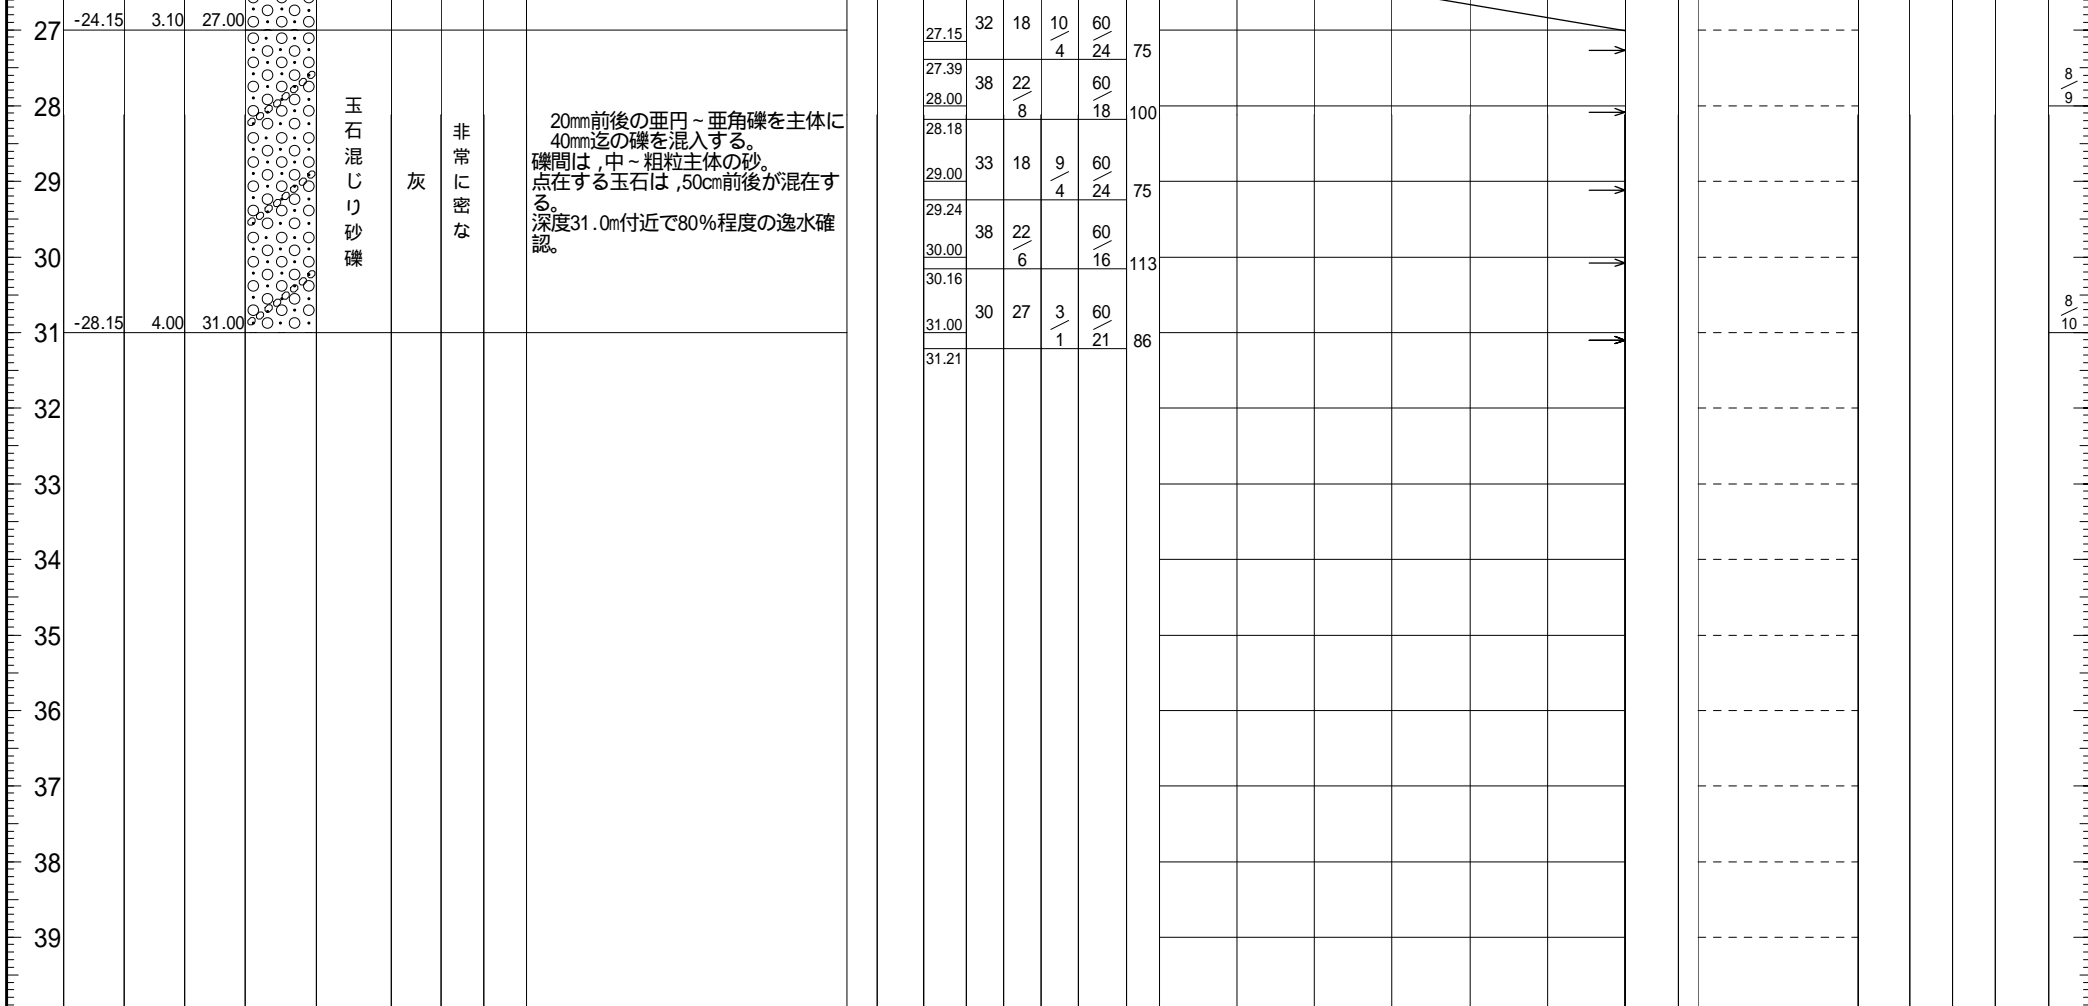 -24.15 3.10 27.00
27
28
29
30
-28.15 4.00 31.00
31
32
33
34
35
36
37
38
39
玉石混じり砂礫
灰
非常に密な
20㎜前後の亜円~亜角礫を主体に
40㎜迄の礫を混入する。
礫間は,中~粗粒主体の砂。
点在する玉石は,50㎝前後が混在す
る。
深度31.0m付近で80%程度の逸水確
認。
27.15 32 18 10/4 60/24 75
27.39
28.00 38 22/8 60/18 100
28.18
29.00 33 18 9/4 60/24 75
29.24
30.00 38 22/6 60/16 113
30.16
31.00 30 27 3/1 60/21 86
31.21
8/9
8/10